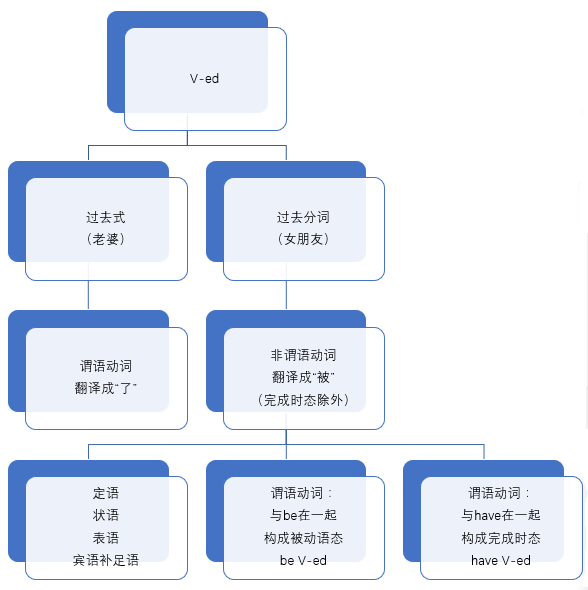 V-ed
过去式
（老婆）
过去分词
（女朋友）
谓语动词
翻译成“了”
非谓语动词
翻译成“被”
（完成时态除外）
定语
状语
表语
宾语补足语
谓语动词：
与be在一起
构成被动语态
be V-ed
谓语动词：
与have在一起
构成完成时态
have V-ed